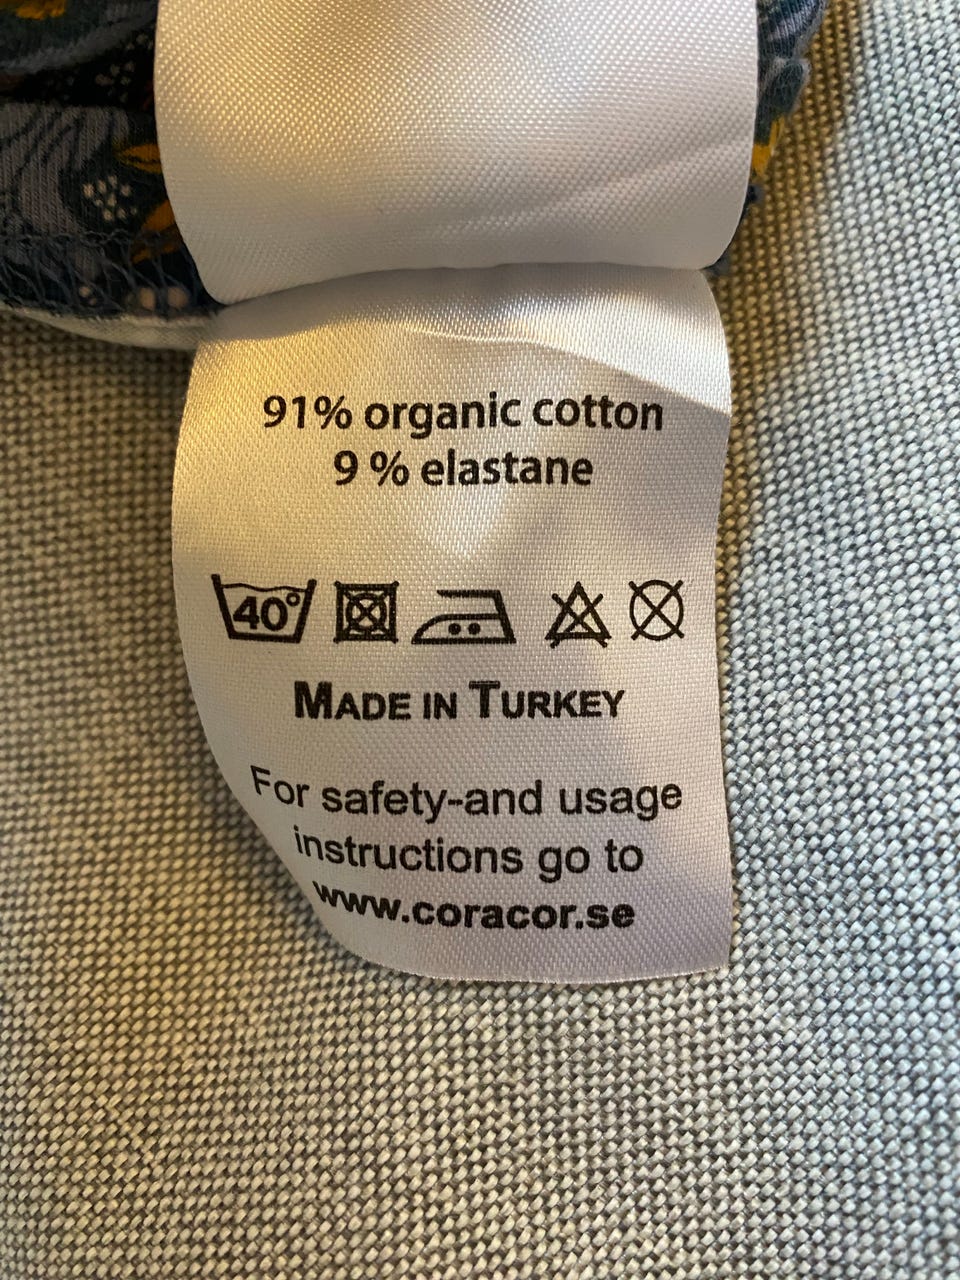 91% organic cotton
9 % elastane
40°
MADE IN TURKEY
For safety-and usage
instructions go to
www.coracor.se